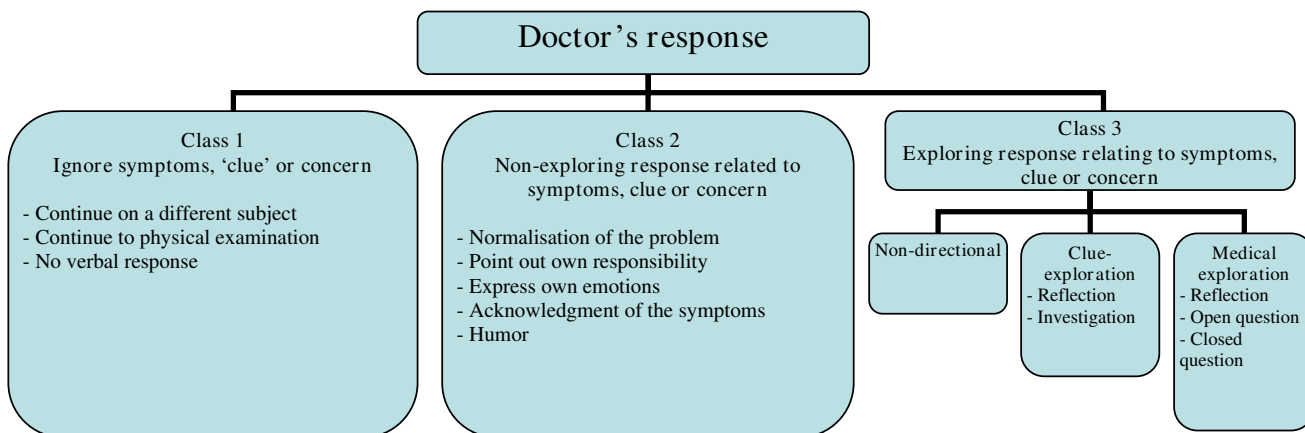 Doctor's response
Class 1
Ignore symptoms, 'clue' or concern
- Continue on a different subject
- Continue to physical examination
- No verbal response
Class 2
Non-exploring response related to
symptoms, clue or concern
- Normalisation of the problem
- Point out own responsibility
- Express own emotions
- Acknowledgment of the symptoms
- Humor
Class 3
Exploring response relating to symptoms,
clue or concern
Non-directional
Clue-
exploration
- Reflection
- Investigation
Medical
exploration
- Reflection
- Open question
- Closed
question